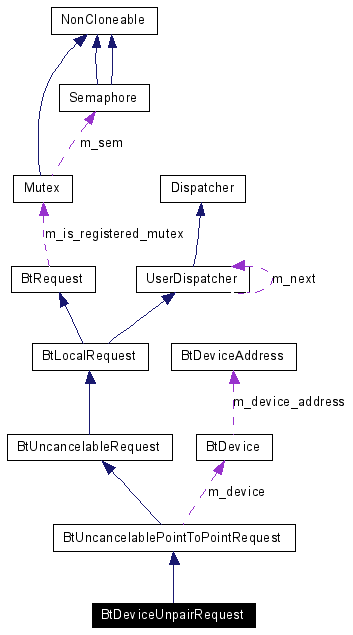 NonCloneable
Semaphore
m_sem
Mutex
Dispatcher
m_is_registered_mutex
BtRequest
UserDispatcher
m_next
BtLocalRequest
BtDeviceAddress
m_device_address
BtUncancelableRequest
BtDevice
m_device
BtUncancelablePointToPointRequest
BtDeviceUnpairRequest